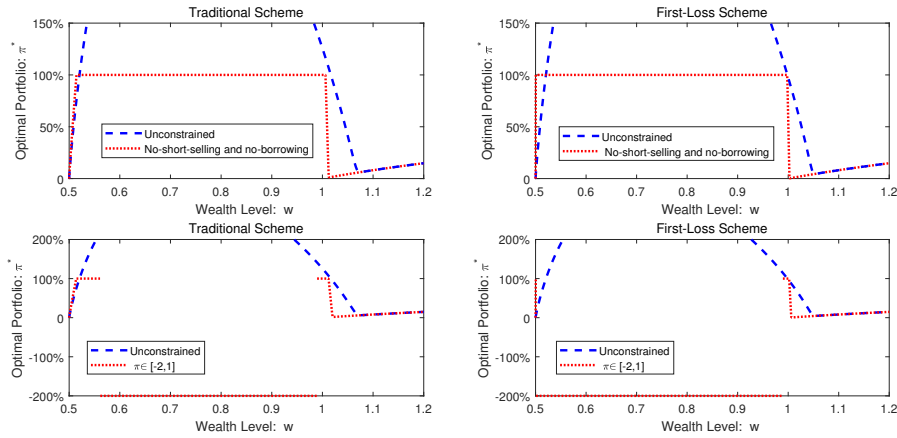 Traditional Scheme
150%
100%
50%
0
Optimal Portfolio: π*
Unconstrained
No-short-selling and no-borrowing
0.5 0.6 0.7 0.8 0.9 1 1.1 1.2
Wealth Level: w
First-Loss Scheme
150%
100%
50%
0
Optimal Portfolio: π*
Unconstrained
No-short-selling and no-borrowing
0.5 0.6 0.7 0.8 0.9 1 1.1 1.2
Wealth Level: w
Traditional Scheme
200%
100%
0
-100%
-200%
Optimal Portfolio: π*
Unconstrained
π∈ [-2,1]
0.5 0.6 0.7 0.8 0.9 1 1.1 1.2
Wealth Level: w
First-Loss Scheme
200%
100%
0
-100%
-200%
Optimal Portfolio: π*
Unconstrained
π∈ [-2,1]
0.5 0.6 0.7 0.8 0.9 1 1.1 1.2
Wealth Level: w